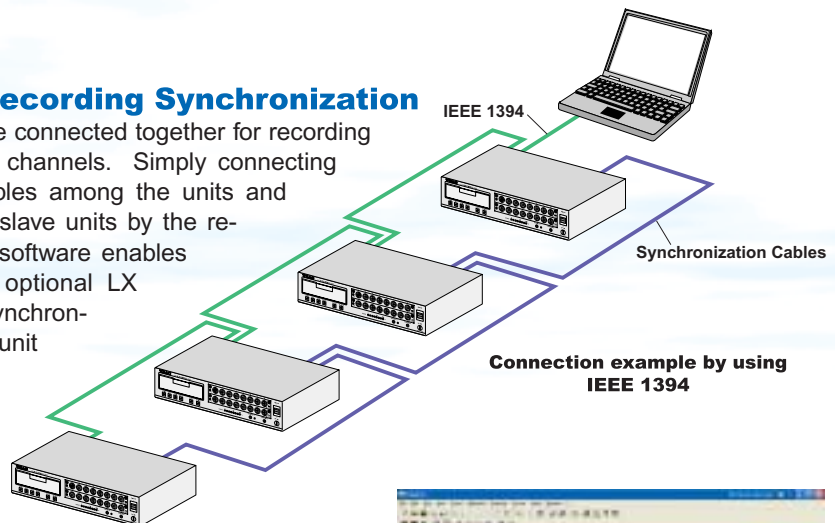 ecording Synchronization
e connected together for recording
channels. Simply connecting
bles among the units and
slave units by the re-
software enables
optional LX
ynchron-
unit
IEEE 1394
Synchronization Cables
Connection example by using
IEEE 1394